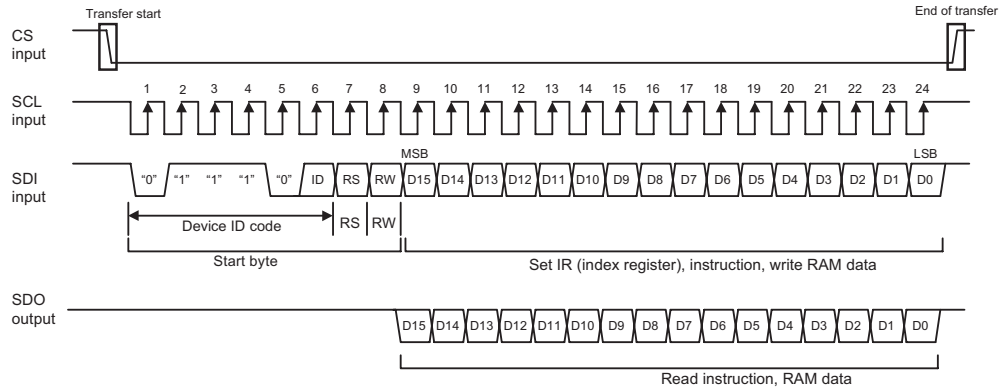 Transfer start
End of transfer
CS
input
1 2 3 4 5 6 7 8 9 10 11 12 13 14 15 16 17 18 19 20 21 22 23 24
SCL
input
MSB LSB
SDI
input
“0” “1” “1” “1” “0” ID RS RW D15 D14 D13 D12 D11 D10 D9 D8 D7 D6 D5 D4 D3 D2 D1 D0
Device ID code RS RW
Start byte
Set IR (index register), instruction, write RAM data
SDO
output
D15 D14 D13 D12 D11 D10 D9 D8 D7 D6 D5 D4 D3 D2 D1 D0
Read instruction, RAM data